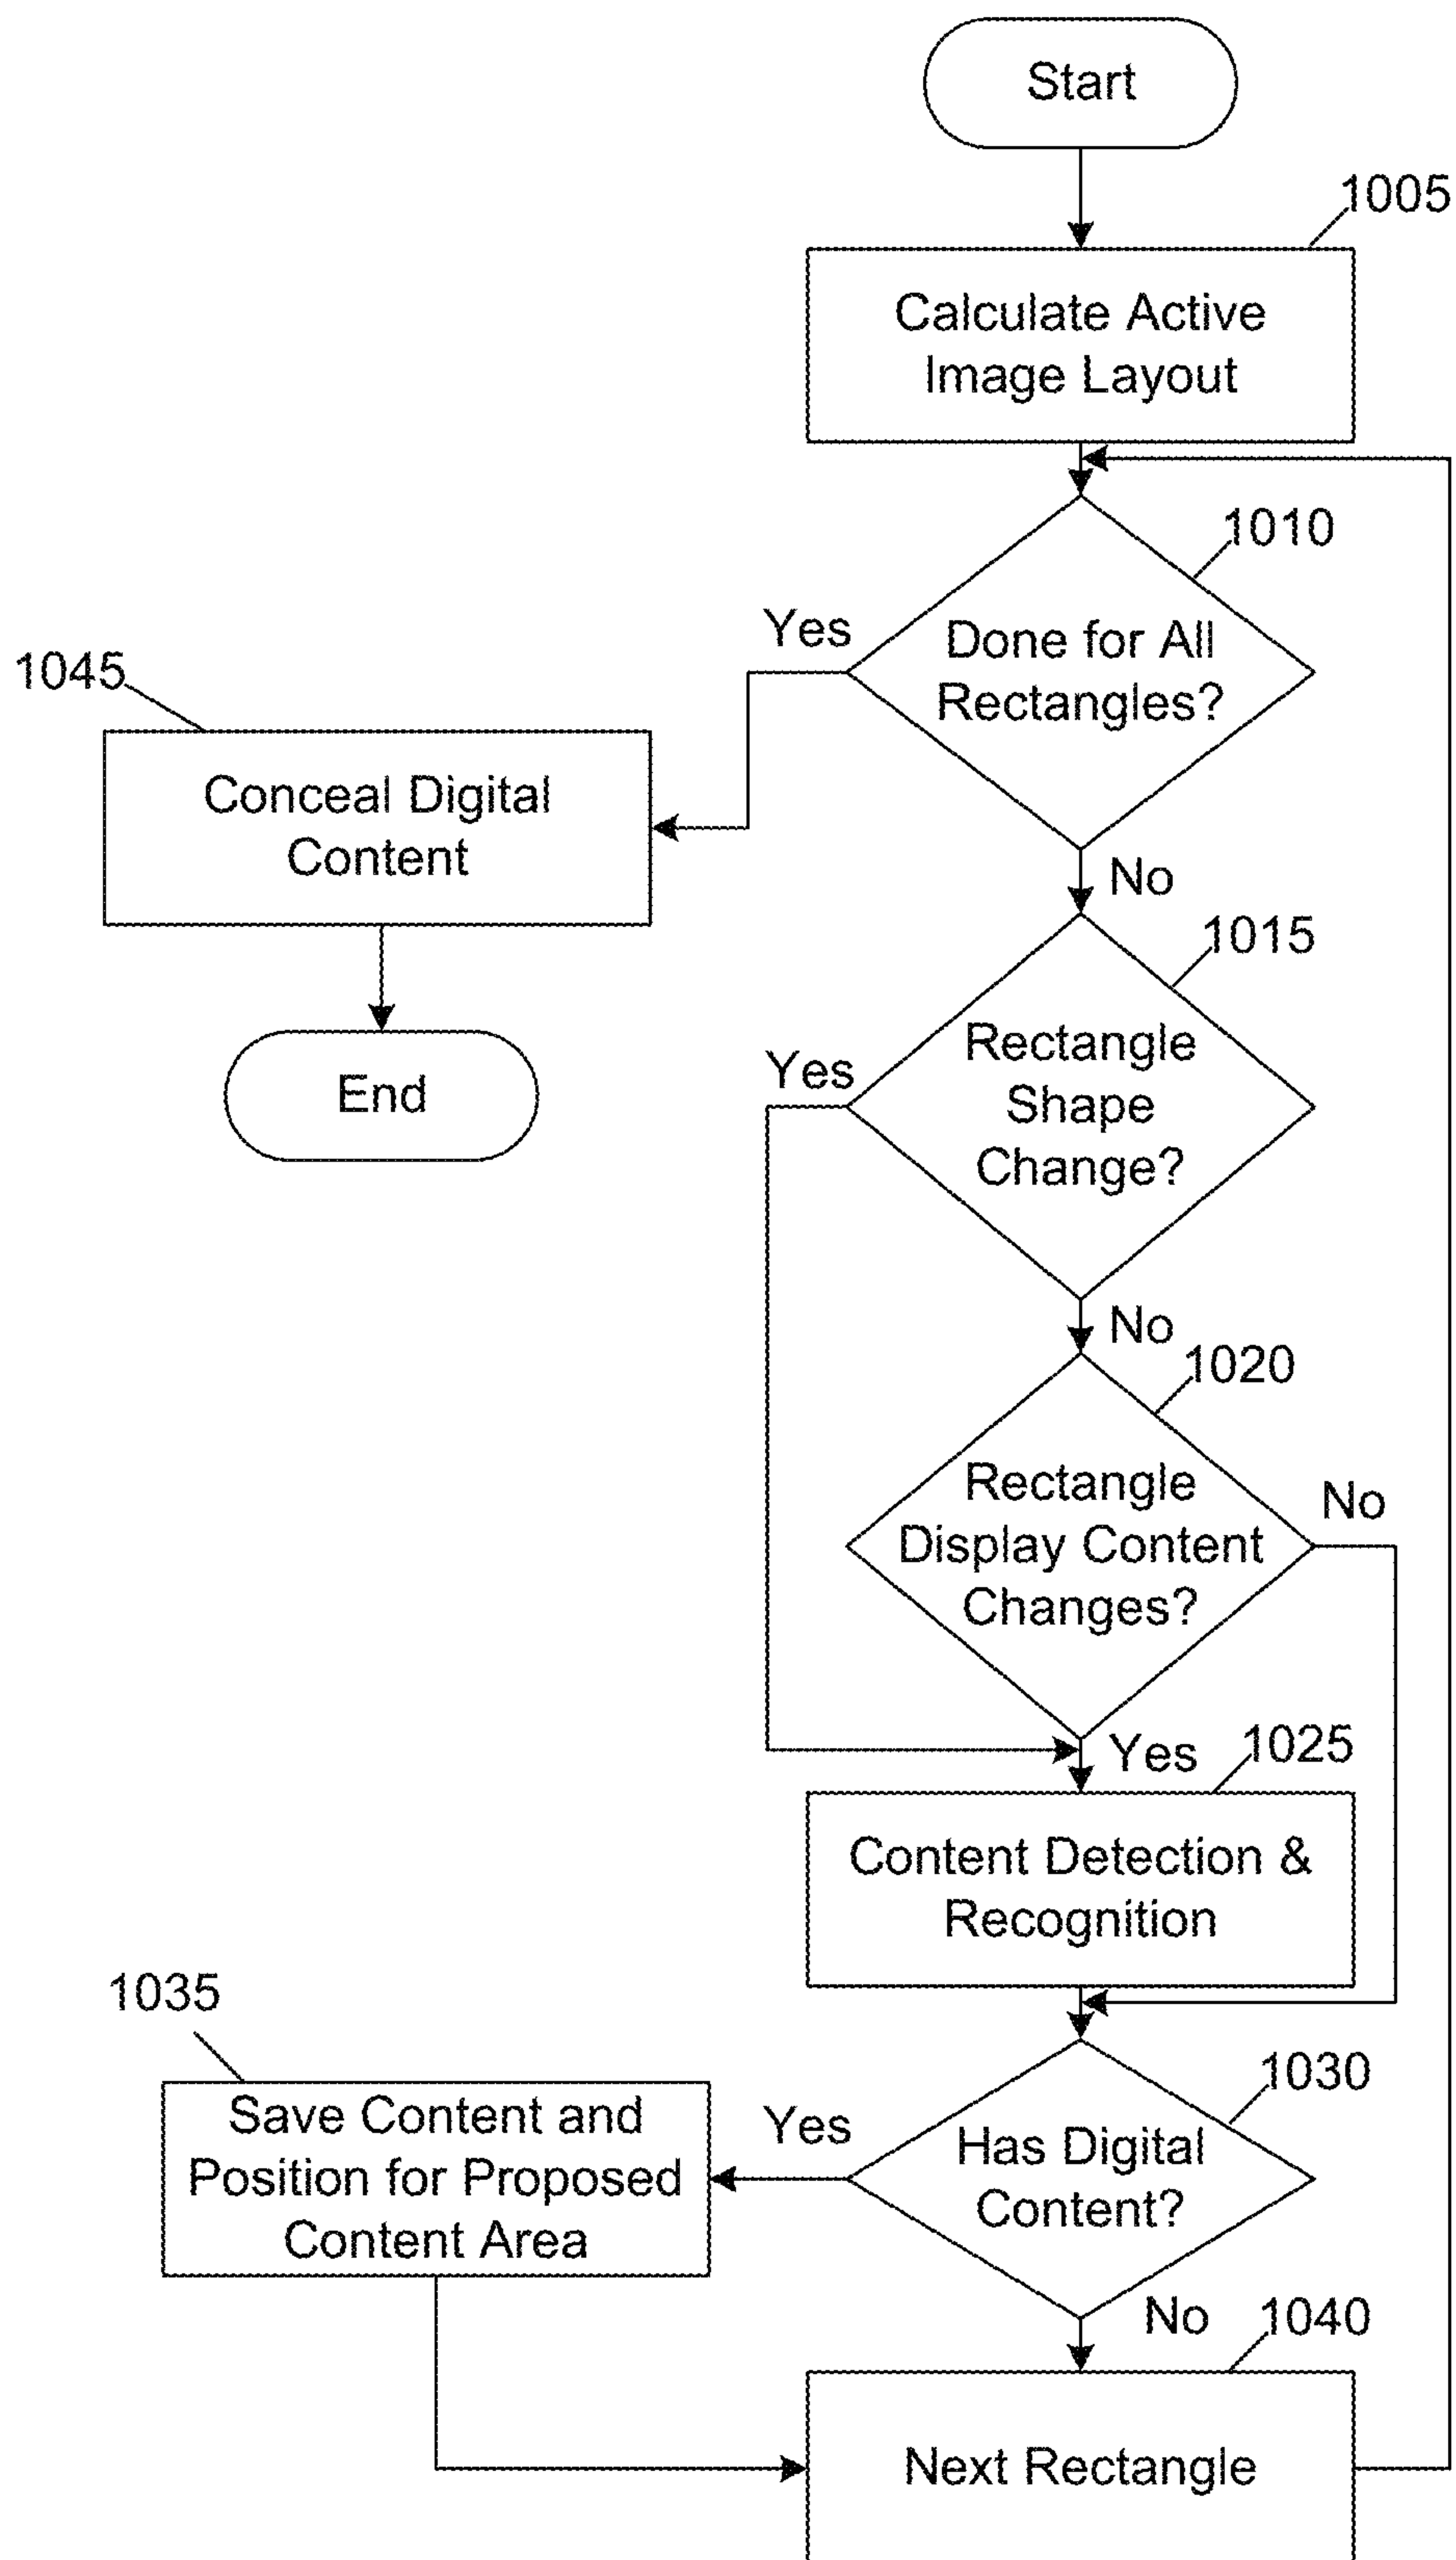 Start
1005
Calculate Active
Image Layout
1010
Done for All
Rectangles?
Yes
1045
Conceal Digital
Content
No
1015
End
Rectangle
Shape
Change?
Yes
No
1020
Rectangle
Display Content
Changes?
No
Yes
1025
Content Detection &
Recognition
1035
1030
Save Content and
Position for Proposed
Content Area
Yes
Has Digital
Content?
No
1040
Next Rectangle